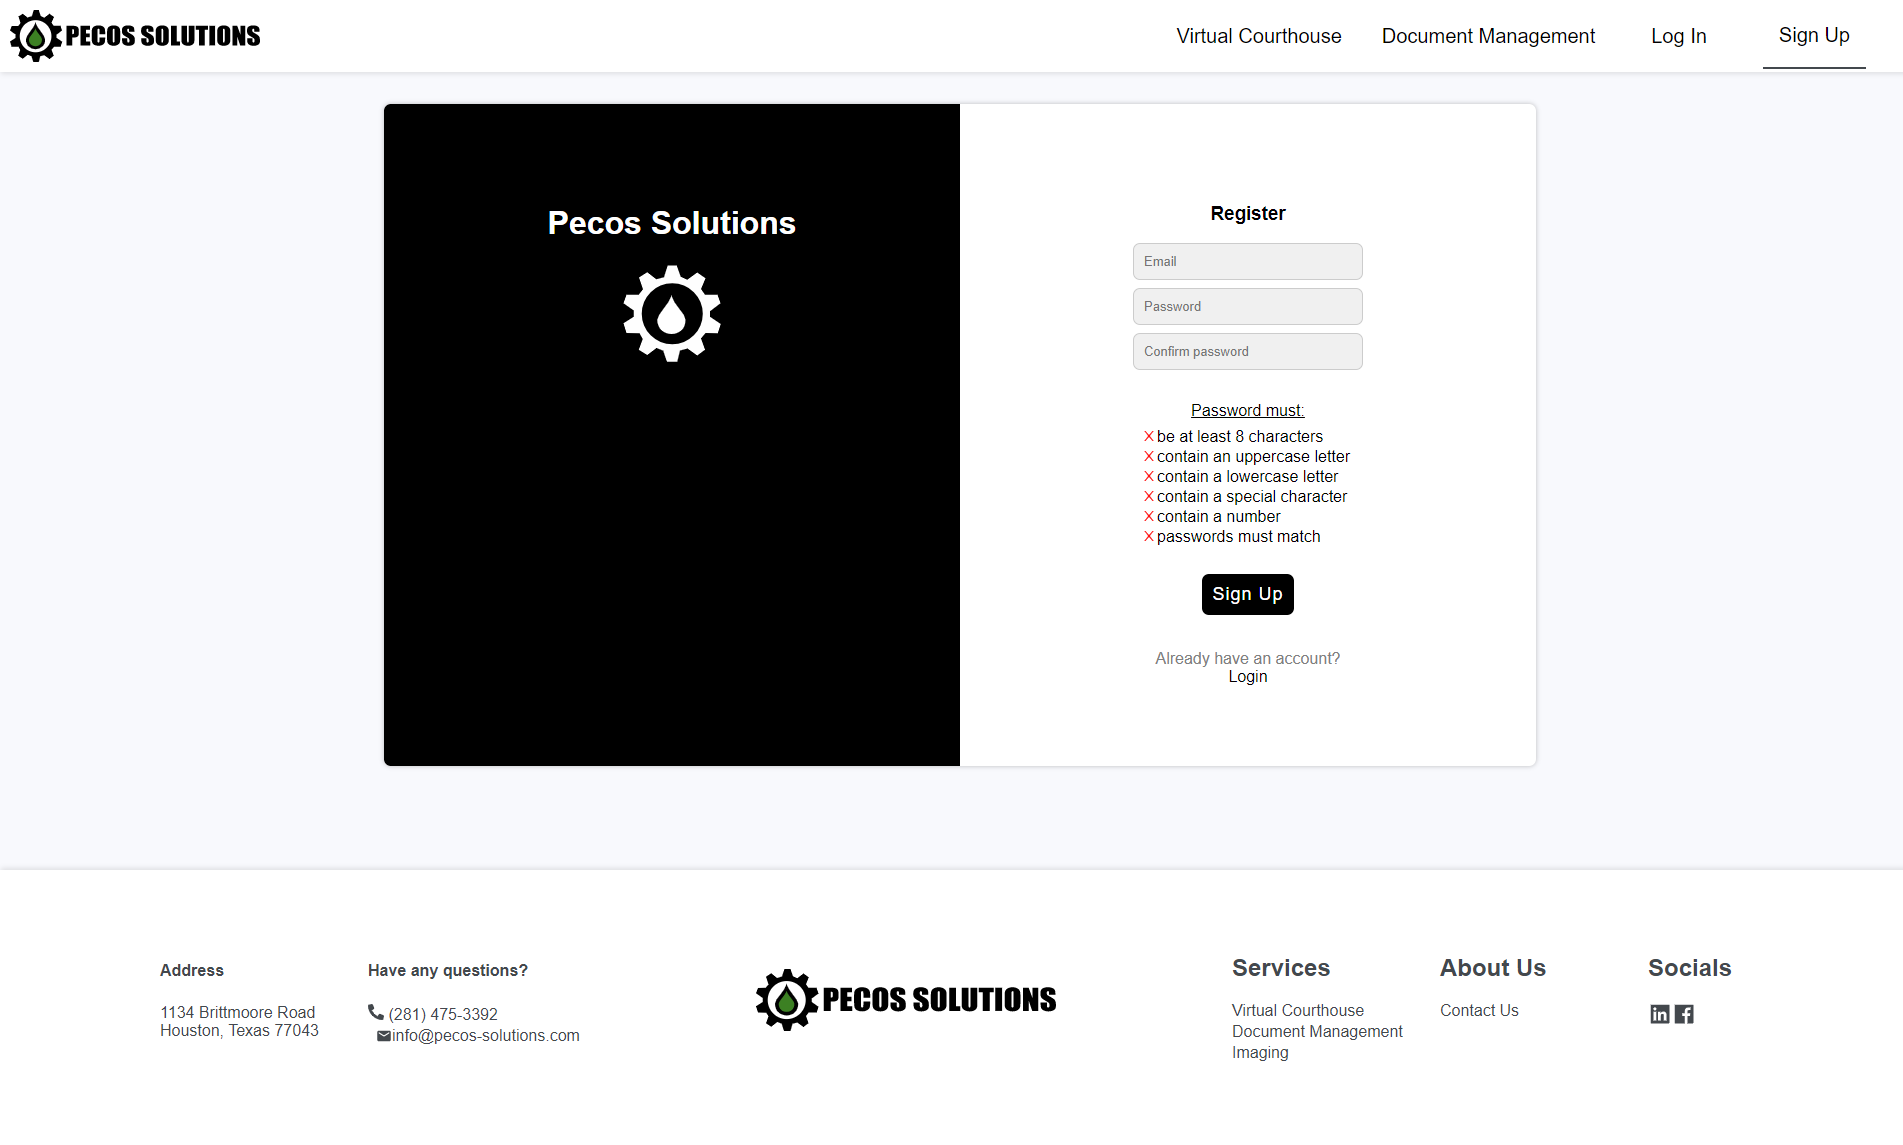 PECOS SOLUTIONS
Virtual Courthouse
Document Management
Log In
Sign Up
Pecos Solutions
Register
Email
Password
Confirm password
Password must:
X be at least 8 characters
X contain an uppercase letter
X contain a lowercase letter
X contain a special character
X contain a number
X passwords must match
Sign Up
Already have an account?
Login
Address
1134 Brittmoore Road
Houston, Texas 77043
Have any questions?
(281) 475-3392
info@pecos-solutions.com
PECOS SOLUTIONS
Services
Virtual Courthouse
Document Management
Imaging
About Us
Contact Us
Socials